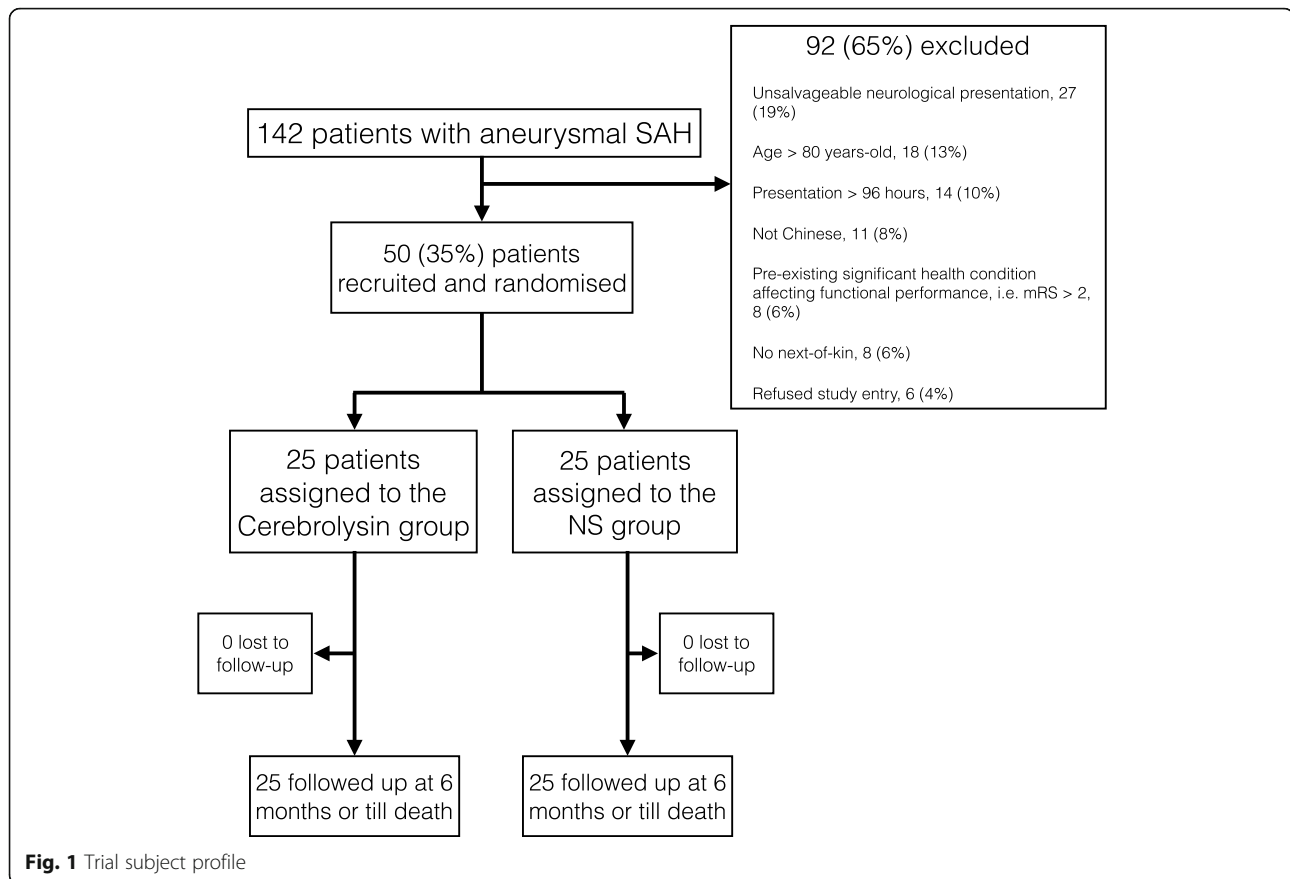 142 patients with aneurysmal SAH
92 (65%) excluded
Unsalvageable neurological presentation, 27
(19%)
Age > 80 years-old, 18 (13%)
Presentation > 96 hours, 14 (10%)
Not Chinese, 11 (8%)
Pre-existing significant health condition
affecting functional performance, i.e. mRS > 2,
8 (6%)
No next-of-kin, 8 (6%)
Refused study entry, 6 (4%)
50 (35%) patients
recruited and randomised
25 patients
assigned to the
Cerebrolysin group
25 patients
assigned to the
NS group
0 lost to
follow-up
0 lost to
follow-up
25 followed up at 6
months or till death
25 followed up at 6
months or till death
Fig. 1 Trial subject profile